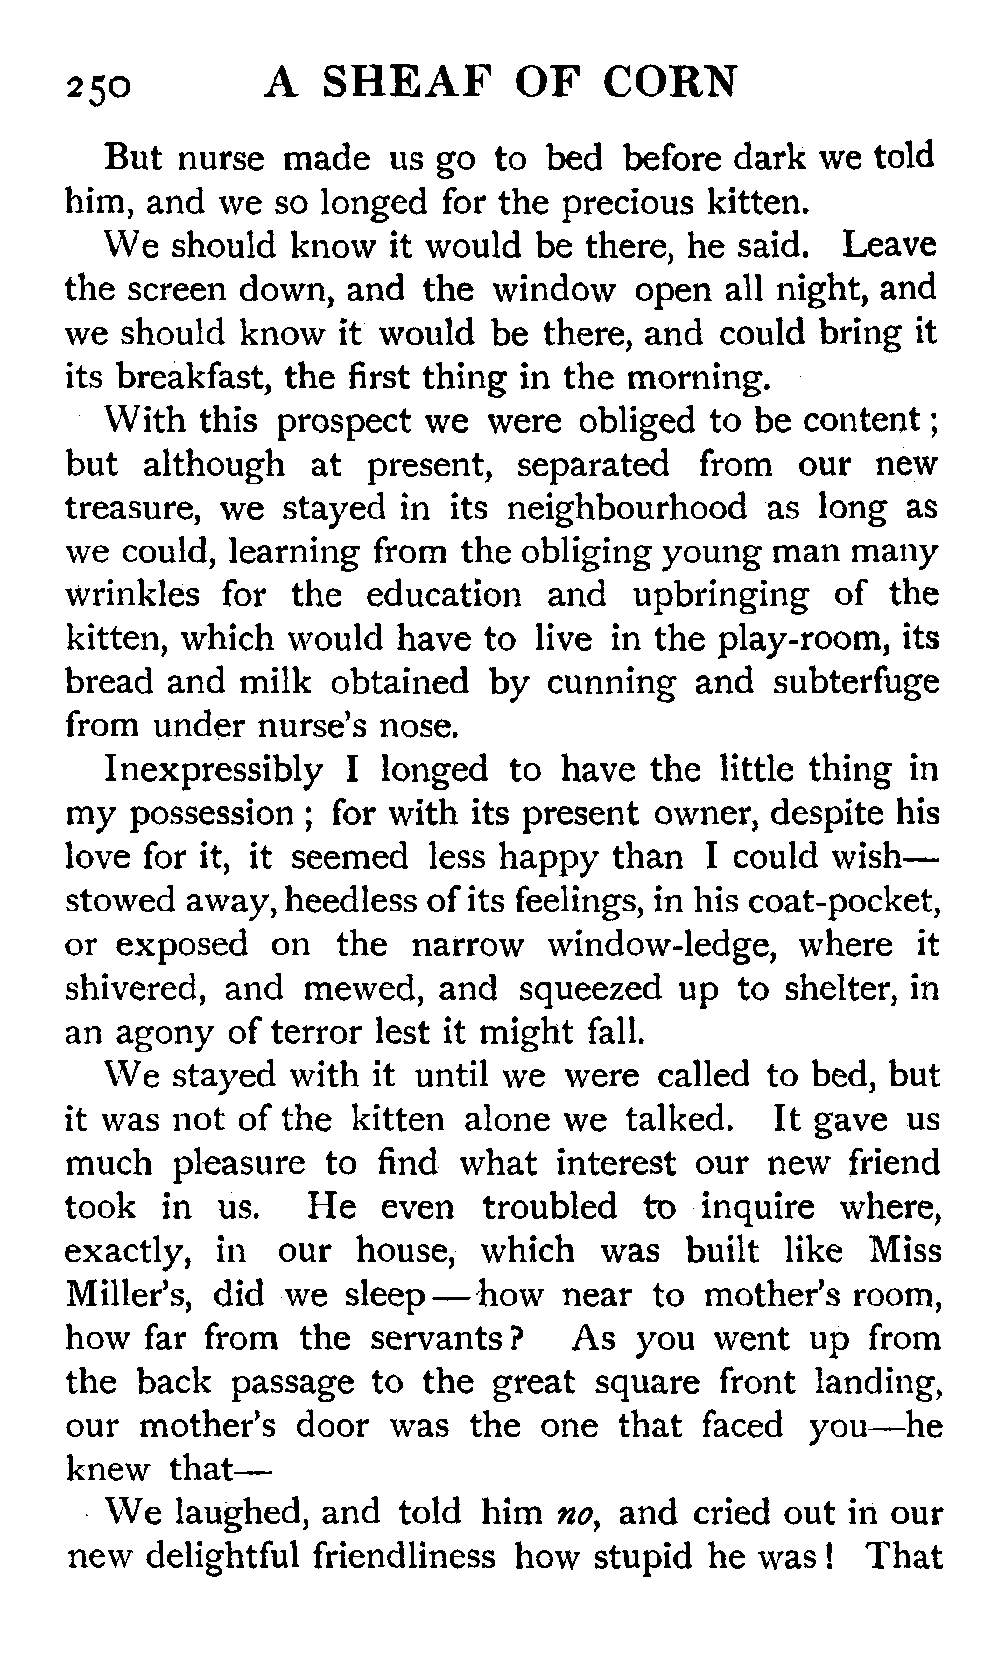 250 A SHEAF OF CORN
But nurse made us go to bed before dark we told
him, and we so longed for the precious kitten.
We should know it would be there, he said. Leave
the screen down, and the window open all night, and
we should know it would be there, and could bring it
its breakfast, the first thing in the morning.
With this prospect we were obliged to be content ;
but although at present, separated from our new
treasure, we stayed in its neighbourhood as long as
we could, learning from the obliging young man many
wrinkles for the education and upbringing of the
kitten, which would have to live in the play-room, its
bread and milk obtained by cunning and subterfuge
from under nurse's nose.
Inexpressibly I longed to have the little thing in
my possession ; for with its present owner, despite his
love for it, it seemed less happy than I could wish—
stowed away, heedless of its feelings, in his coat-pocket,
or exposed on the narrow window-ledge, where it
shivered, and mewed, and squeezed up to shelter, in
an agony of terror lest it might fall.
We stayed with it until we were called to bed, but
it was not of the kitten alone we talked. It gave us
much pleasure to find what interest our new friend
took in us. He even troubled to inquire where,
exactly, in our house, which was built like Miss
Miller's, did we sleep—how near to mother's room,
how far from the servants? As you went up from
the back passage to the great square front landing,
our mother's door was the one that faced you—he
knew that—
We laughed, and told him no, and cried out in our
new delightful friendliness how stupid he was! That